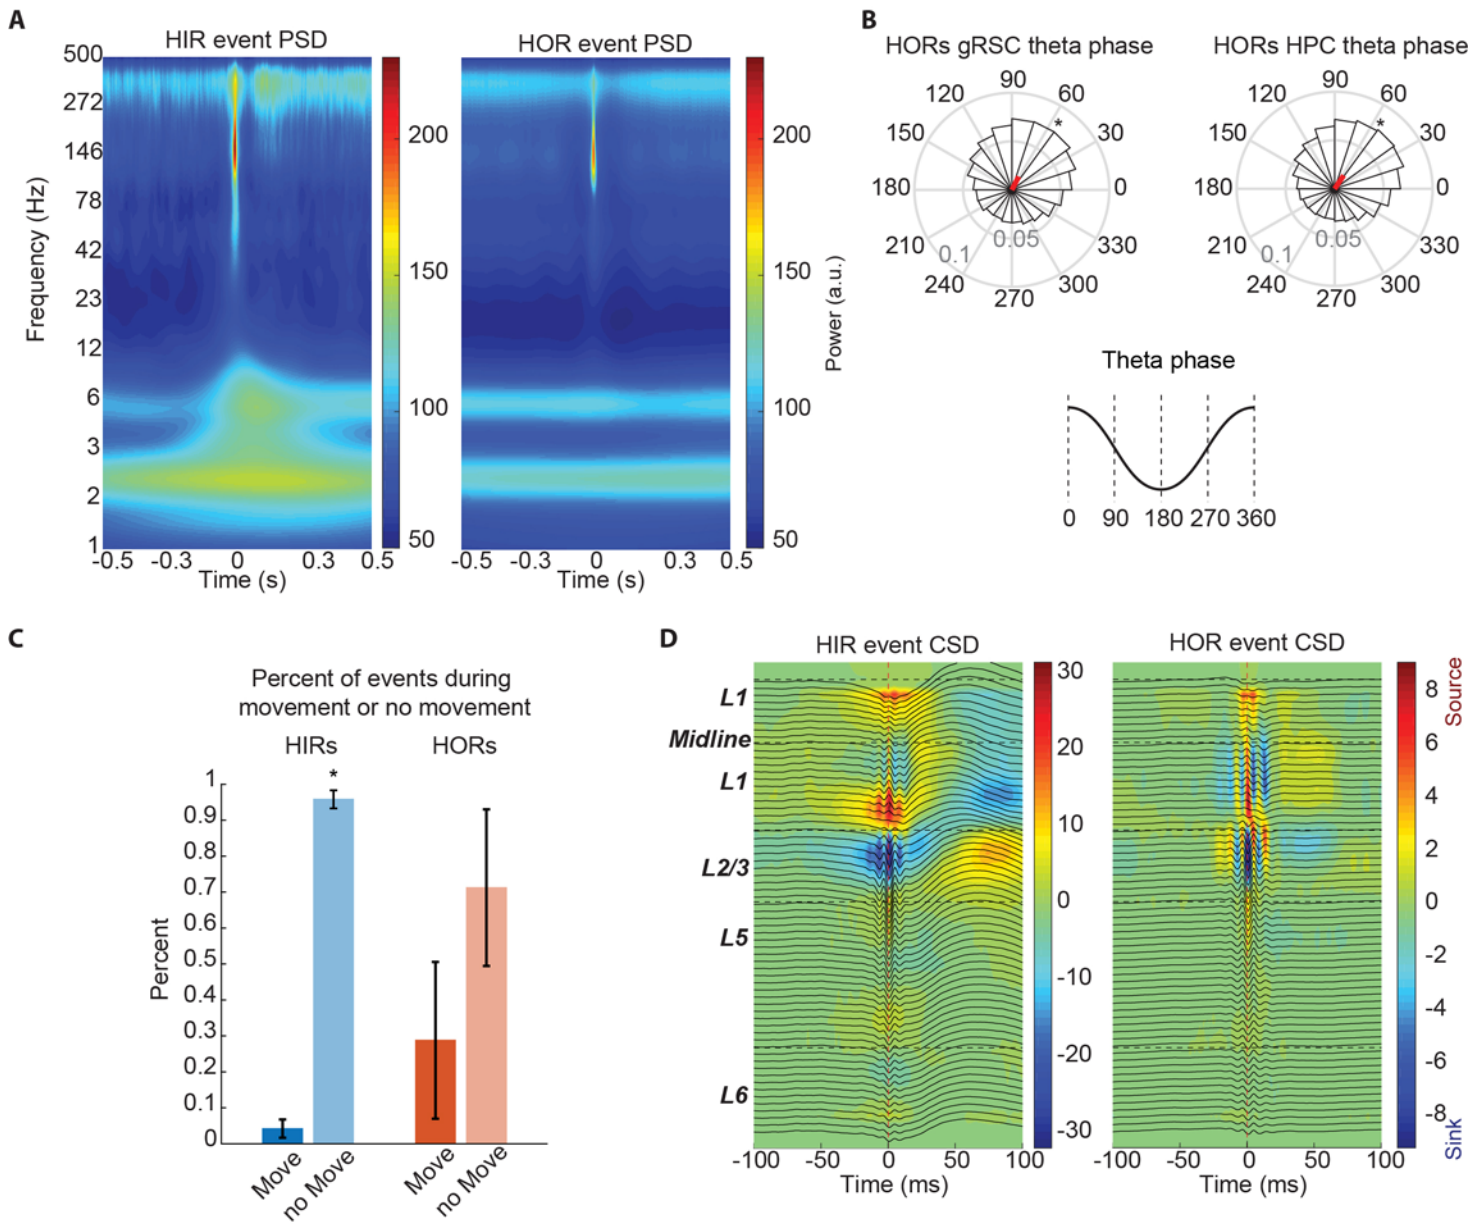 A
HIR event PSD
HOR event PSD
Frequency (Hz)
500
272
146
78
42
23
12
6
3
2
1
-0.5 -0.3 0 0.3 0.5
Time (s)
200
150
100
50
-0.5 -0.3 0 0.3 0.5
Time (s)
200
150
100
50
Power (a.u.)
B
HORs gRSC theta phase
90
120 60
150 30
180 0
210 330
240 300
270
0.1 0.05
*
HORs HPC theta phase
90
120 60
150 30
180 0
210 330
240 300
270
0.1 0.05
*
Theta phase
0 90 180 270 360
C
Percent of events during
movement or no movement
HIRs HORs
*
Percent
1
0.9
0.8
0.7
0.6
0.5
0.4
0.3
0.2
0.1
0
Move
no Move
Move
no Move
D
HIR event CSD
HOR event CSD
L1
Midline
L1
L2/3
L5
L6
-100 -50 0 50 100
Time (ms)
30
20
10
0
-10
-20
-30
-100 -50 0 50 100
Time (ms)
8
6
4
2
0
-2
-4
-6
-8
Source
Sink